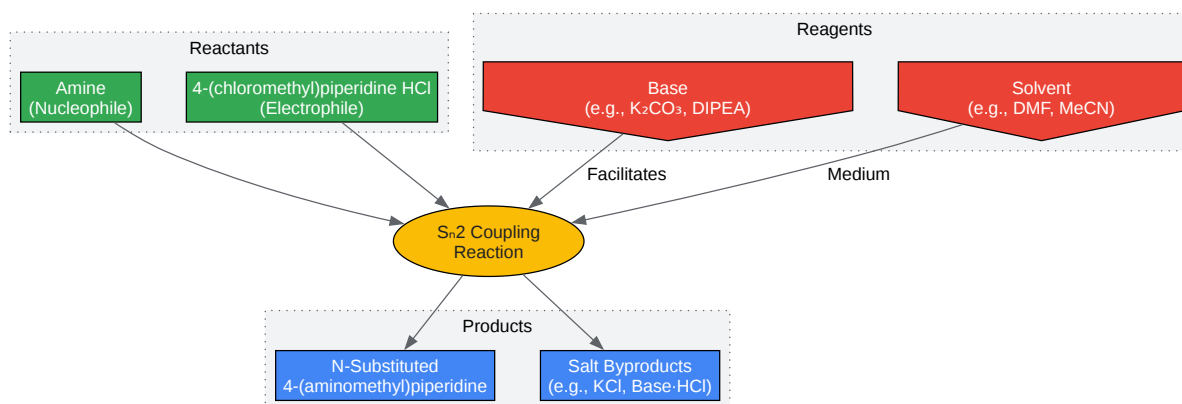 Reactants
Reagents
Amine
(Nucleophile)
4-(chloromethyl)piperidine HCl
(Electrophile)
Base
(e.g., K₂CO₃, DIPEA)
Solvent
(e.g., DMF, MeCN)
Facilitates
Medium
Sₙ2 Coupling
Reaction
Products
N-Substituted
4-(aminomethyl)piperidine
Salt Byproducts
(e.g., KCl, Base·HCl)